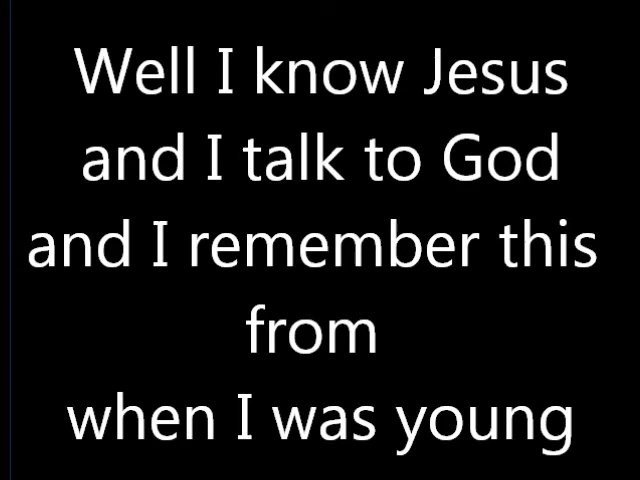 Well I know Jesus
and I talk to God
and I remember this
from
when I was young